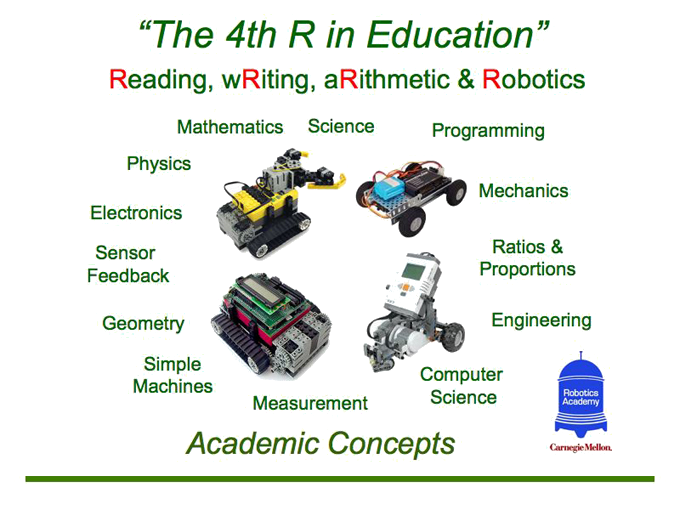 “The 4th R in Education”
Reading, wRiting, aRithmetic & Robotics
Mathematics
Science
Programming
Physics
Mechanics
Electronics
Sensor
Feedback
Ratios &
Proportions
Geometry
Engineering
Simple
Machines
Computer
Science
Measurement
Robotics
Academy
Carnegie Mellon.
Academic Concepts